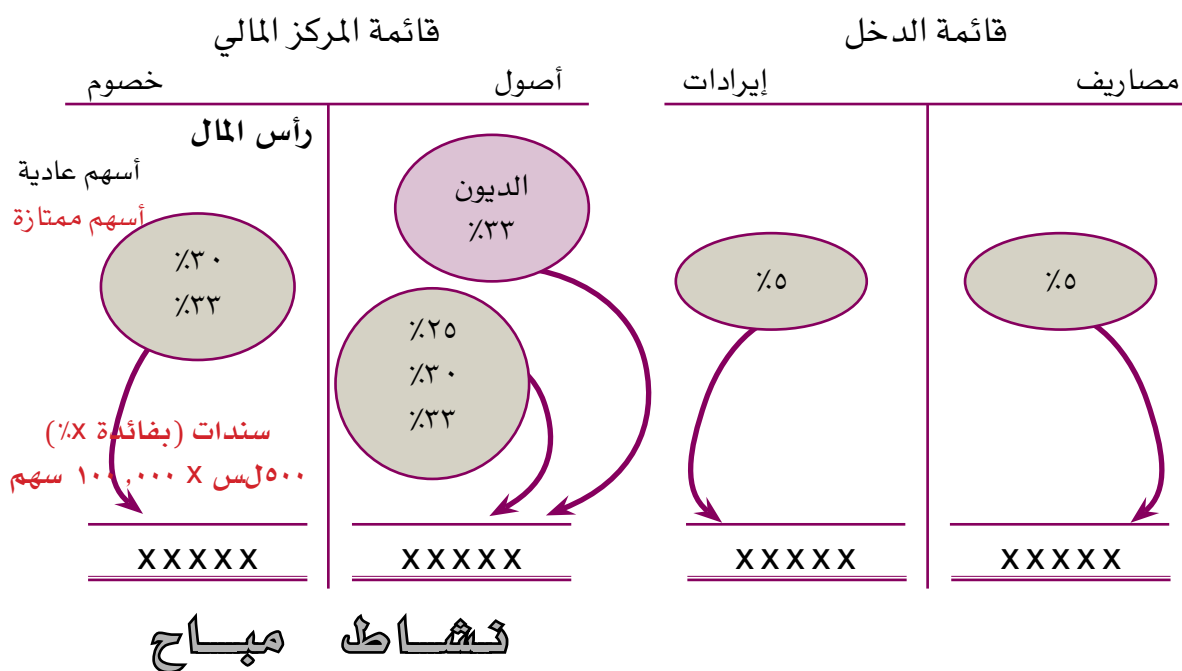 قائمة الدخل
قائمة المركز المالي
مصاريف
إيرادات
أصول
خصوم
رأس المال
أسهم عادية
أسهم ممتازة
الديون
٣٣٪
٥٪
٥٪
٢٥٪
٣٠٪
٣٣٪
٣٠٪
٣٣٪
سندات (بفائدة X٪)
٥٠٠ل.س X ١٠٠,٠٠٠ سهم
XXXXX
XXXXX
XXXXX
XXXXX
نشاط مباح